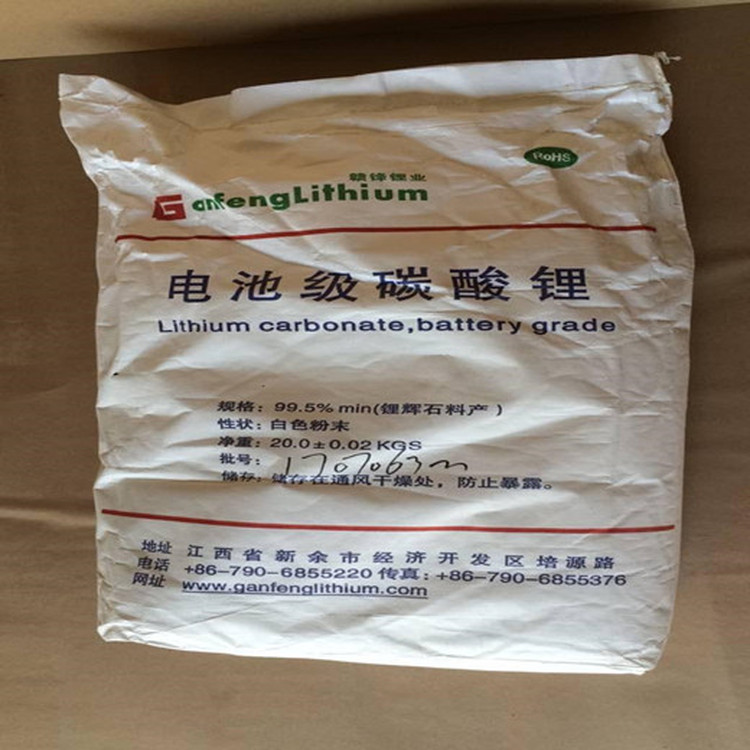 RoHS
赣锋锂业
GanfengLithium
电池级碳酸锂
Lithium carbonate,battery grade
规格：99.5% min(锂辉石料产)
性状：白色粉末
净重：20.0±0.02 KGS
批号：
储存：储存在通风干燥处，防止暴露。
地址 江西省新余市经济开发区培源路
电话 +86-790-6855220 传真：+86-790-6855376
网址 www.ganfenglithium.com